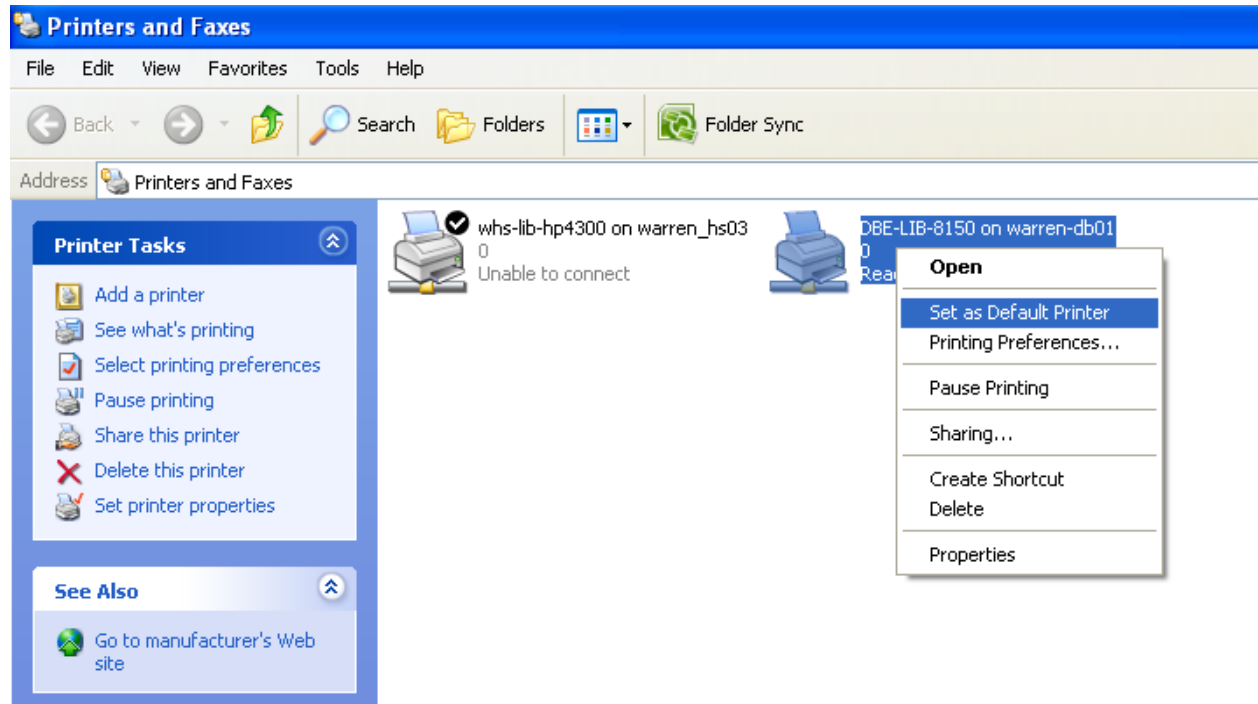 Printers and Faxes
File Edit View Favorites Tools Help
Back Search Folders Folder Sync
Address Printers and Faxes
Printer Tasks
Add a printer
See what's printing
Select printing preferences
Pause printing
Share this printer
Delete this printer
Set printer properties
See Also
Go to manufacturer's Web
site
whs-lib-hp4300 on warren_hs03
0
Unable to connect
DBE-LIB-8150 on warren-db01
0
Open
Set as Default Printer
Printing Preferences...
Pause Printing
Sharing...
Create Shortcut
Delete
Properties